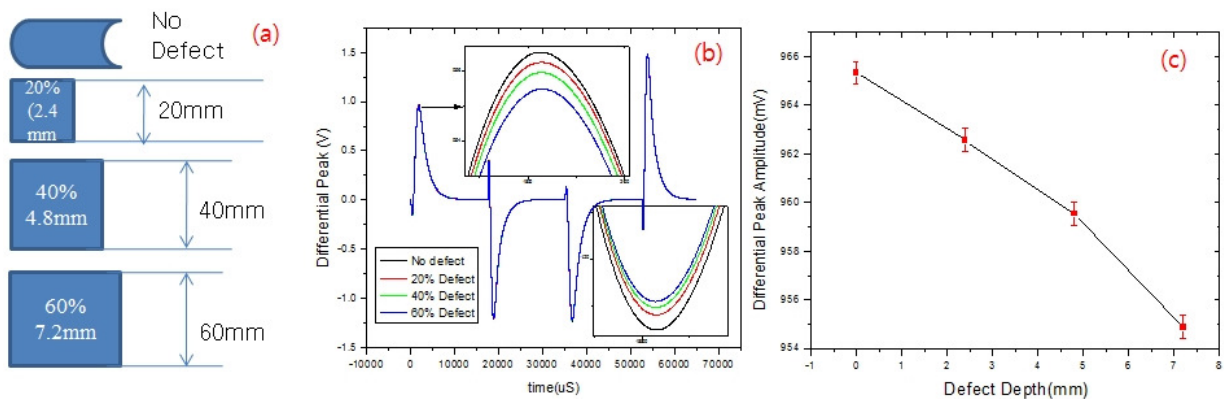 No
Defect
(a)
20%
(2.4
mm
20mm
40%
4.8mm
40mm
60%
7.2mm
60mm
(b)
Differential Peak (V)
1.5
1.0
0.5
0.0
-0.5
-1.0
-1.5
No defect
20% Defect
40% Defect
60% Defect
-10000 0 10000 20000 30000 40000 50000 60000 70000
time(uS)
(c)
Differential Peak Amplitude(mV)
966
964
962
960
958
956
954
-1 0 1 2 3 4 5 6 7 8
Defect Depth(mm)